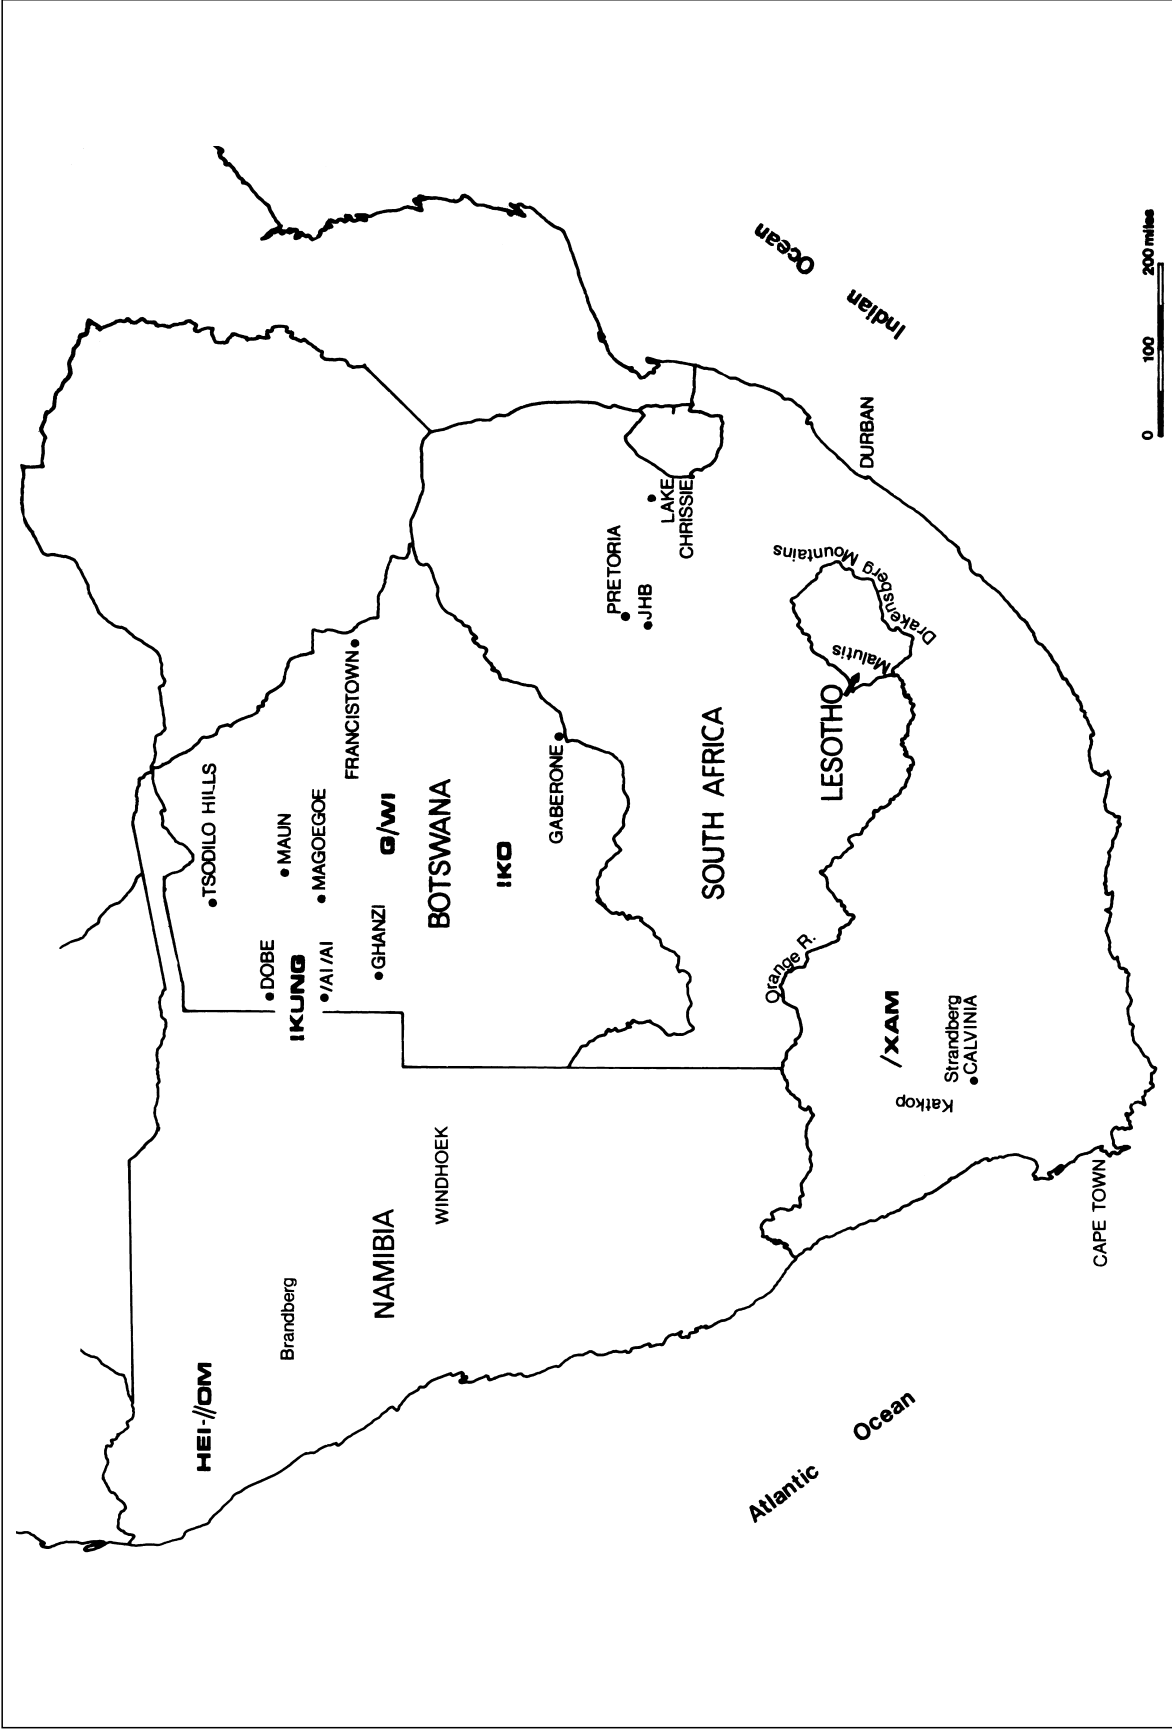 HEI-//OM
Brandberg
NAMIBIA
WINDHOEK
TSODILO HILLS
DOBE
!KUNG
/AI /AI
MAUN
MAGOEGOE
GHANZI
FRANCISTOWN
G/WI
BOTSWANA
!KO
GABERONE
PRETORIA
JHB
LAKE
CHRISSIE
SOUTH AFRICA
LESOTHO
Malutis
Drakensberg Mountains
DURBAN
Orange R.
/XAM
Katkop
Strandberg
CALVINIA
CAPE TOWN
Atlantic Ocean
Indian Ocean
0 100 200 miles